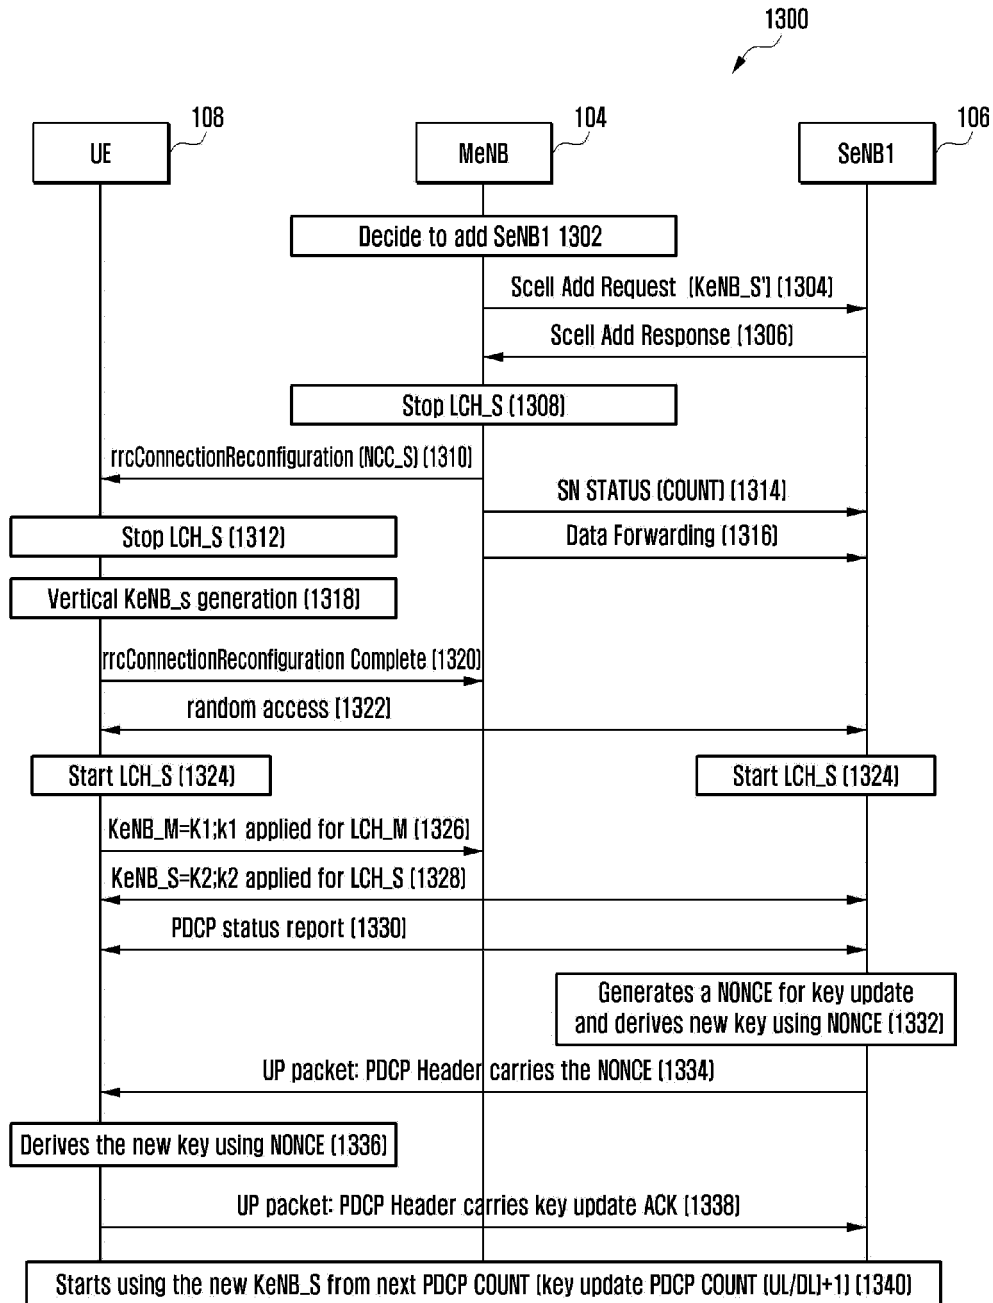 1300
108
104
106
UE
MeNB
SeNB1
Decide to add SeNB1 1302
Scell Add Request (KeNB_S') (1304)
Scell Add Response (1306)
Stop LCH_S (1308)
rrcConnectionReconfiguration (NCC_S) (1310)
SN STATUS (COUNT) (1314)
Stop LCH_S (1312)
Data Forwarding (1316)
Vertical KeNB_s generation (1318)
rrcConnectionReconfiguration Complete (1320)
random access (1322)
Start LCH_S (1324)
Start LCH_S (1324)
KeNB_M=K1;k1 applied for LCH_M (1326)
KeNB_S=K2;k2 applied for LCH_S (1328)
PDCP status report (1330)
Generates a NONCE for key update
and derives new key using NONCE (1332)
UP packet: PDCP Header carries the NONCE (1334)
Derives the new key using NONCE (1336)
UP packet: PDCP Header carries key update ACK (1338)
Starts using the new KeNB_S from next PDCP COUNT (key update PDCP COUNT (UL/DL)+1) (1340)